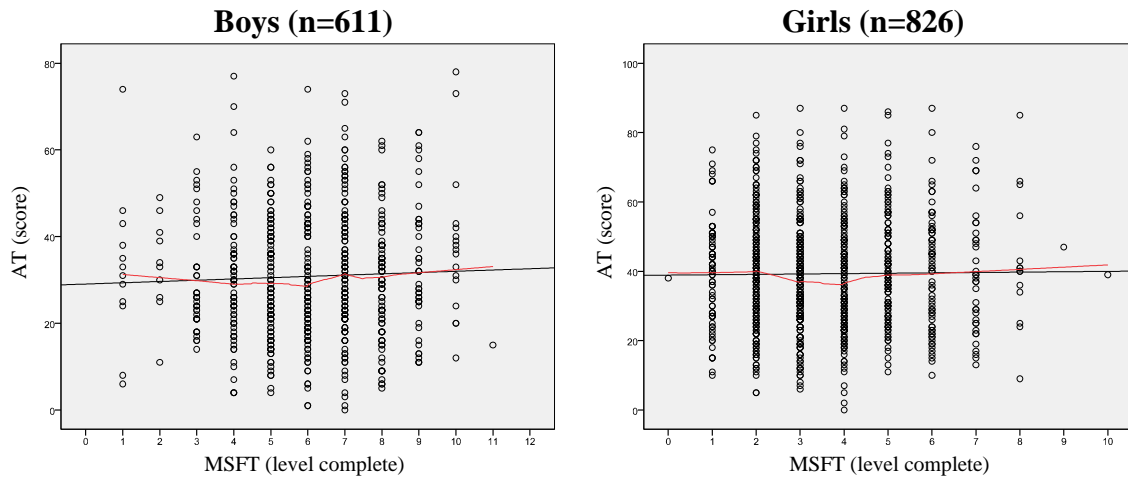 Boys (n=611)
80
60
40
20
0
AT (score)
0 1 2 3 4 5 6 7 8 9 10 11 12
MSFT (level complete)
Girls (n=826)
100
80
60
40
20
0
AT (score)
0 1 2 3 4 5 6 7 8 9 10
MSFT (level complete)